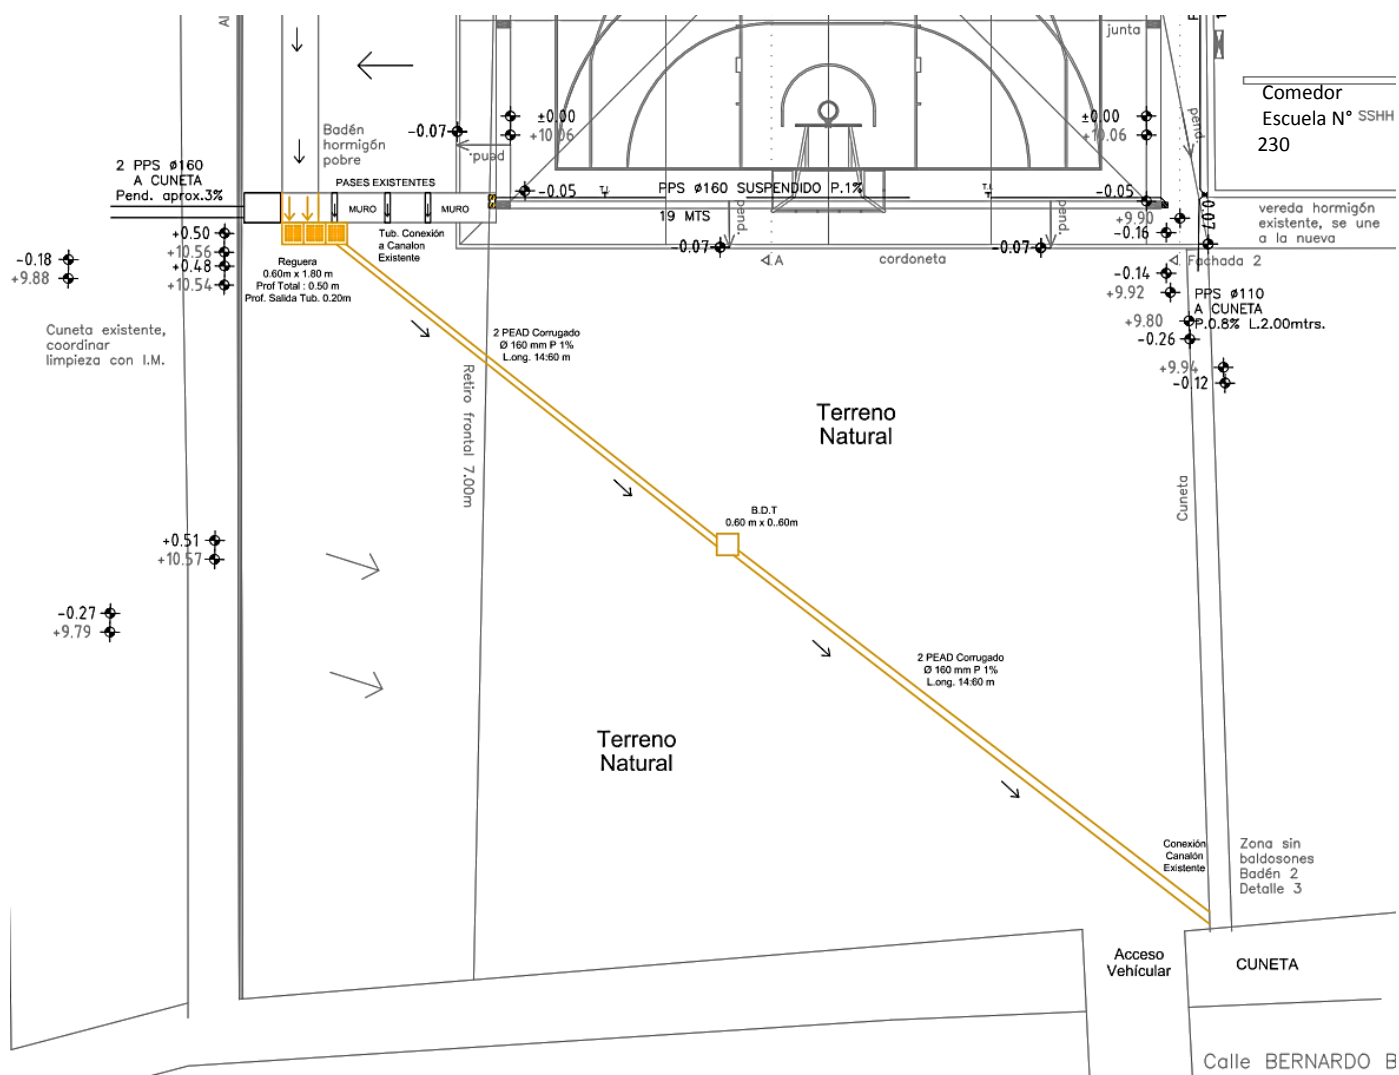 Al
junta
Comedor
Escuela N° SSHH
230
Badén
hormigón
pobre
-0.07
±0.00
+10.06
±0.00
+10.06
pend.
pend.
2 PPS ø160
A CUNETA
Pend. aprox.3%
PASES EXISTENTES
MURO
MURO
-0.05
T.I.
PPS ø160 SUSPENDIDO P.1%
T.I.
-0.05
19 MTS
pend
pend
-0.07
-0.07
+9.90
-0.16
-0.07
vereda hormigón
existente, se une
a la nueva
+0.50
+10.56
+0.48
+10.54
Tub. Conexión
a Canalon
Existente
A
cordoneta
Fachada 2
-0.18
+9.88
Reguera
0.60m x 1.80 m
Prof Total : 0.50 m
Prof. Salida Tub. 0.20m
-0.14
+9.92
PPS ø110
A CUNETA
P.0.8% L.2.00mtrs.
+9.80
-0.26
+9.94
-0.12
Cuneta existente,
coordinar
limpieza con I.M.
2 PEAD Corrugado
Ø 160 mm P 1%
L.ong. 14:60 m
Retiro frontal 7.00m
Terreno
Natural
Cuneta
B.D.T
0.60 m x 0..60m
+0.51
+10.57
-0.27
+9.79
2 PEAD Corrugado
Ø 160 mm P 1%
L.ong. 14:60 m
Terreno
Natural
Conexión
Canalón
Existente
Zona sin
baldosones
Badén 2
Detalle 3
Acceso
Vehícular
CUNETA
Calle BERNARDO B